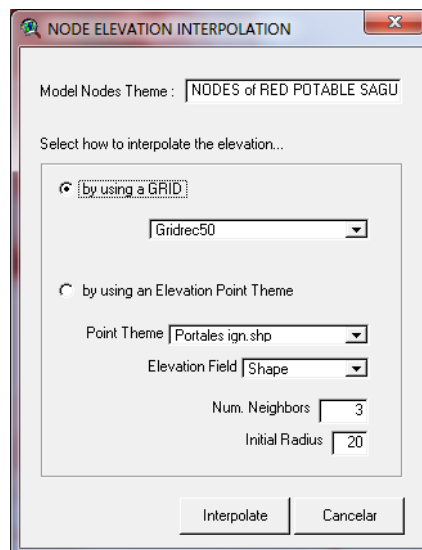 NODE ELEVATION INTERPOLATION
Model Nodes Theme : NODES of RED POTABLE SAGU
Select how to interpolate the elevation...
by using a GRID
Gridrec50
by using an Elevation Point Theme
Point Theme Portales ign.shp
Elevation Field Shape
Num. Neighbors 3
Initial Radius 20
Interpolate Cancelar